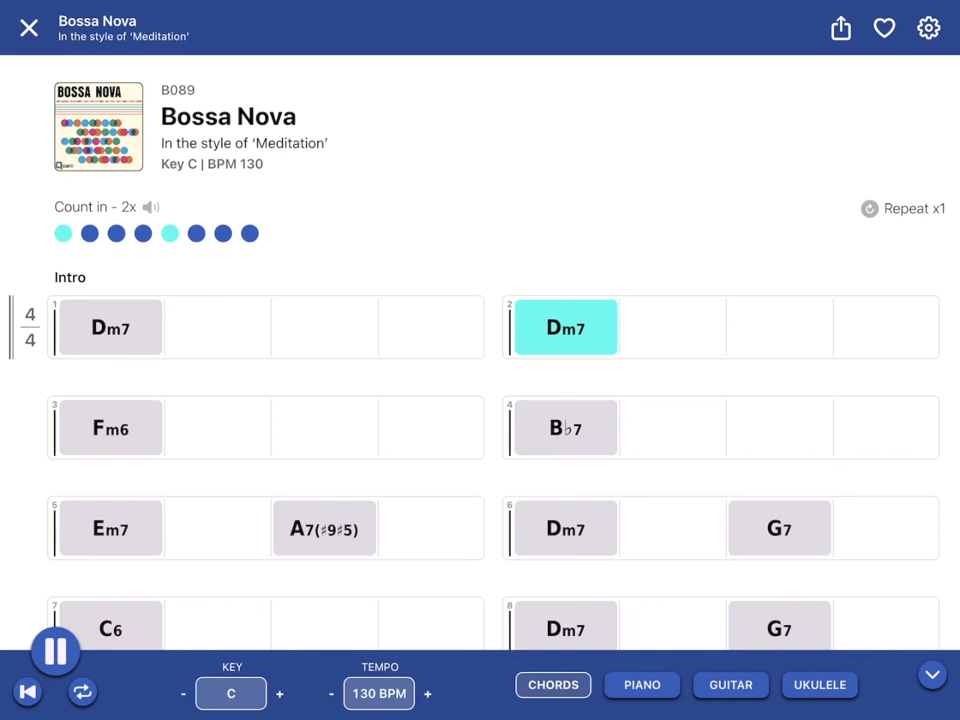 Bossa Nova
In the style of ‘Meditation’
BOSSA NOVA
B089
Bossa Nova
In the style of ‘Meditation’
Key C | BPM 130
Count in - 2x
Repeat x1
Intro
4
4
1 Dm7
2 Dm7
3 Fm6
4 B♭7
5 Em7 A7(♯9♯5)
6 Dm7 G7
7 C6
8 Dm7 G7
KEY
- C +
TEMPO
- 130 BPM +
CHORDS PIANO GUITAR UKULELE